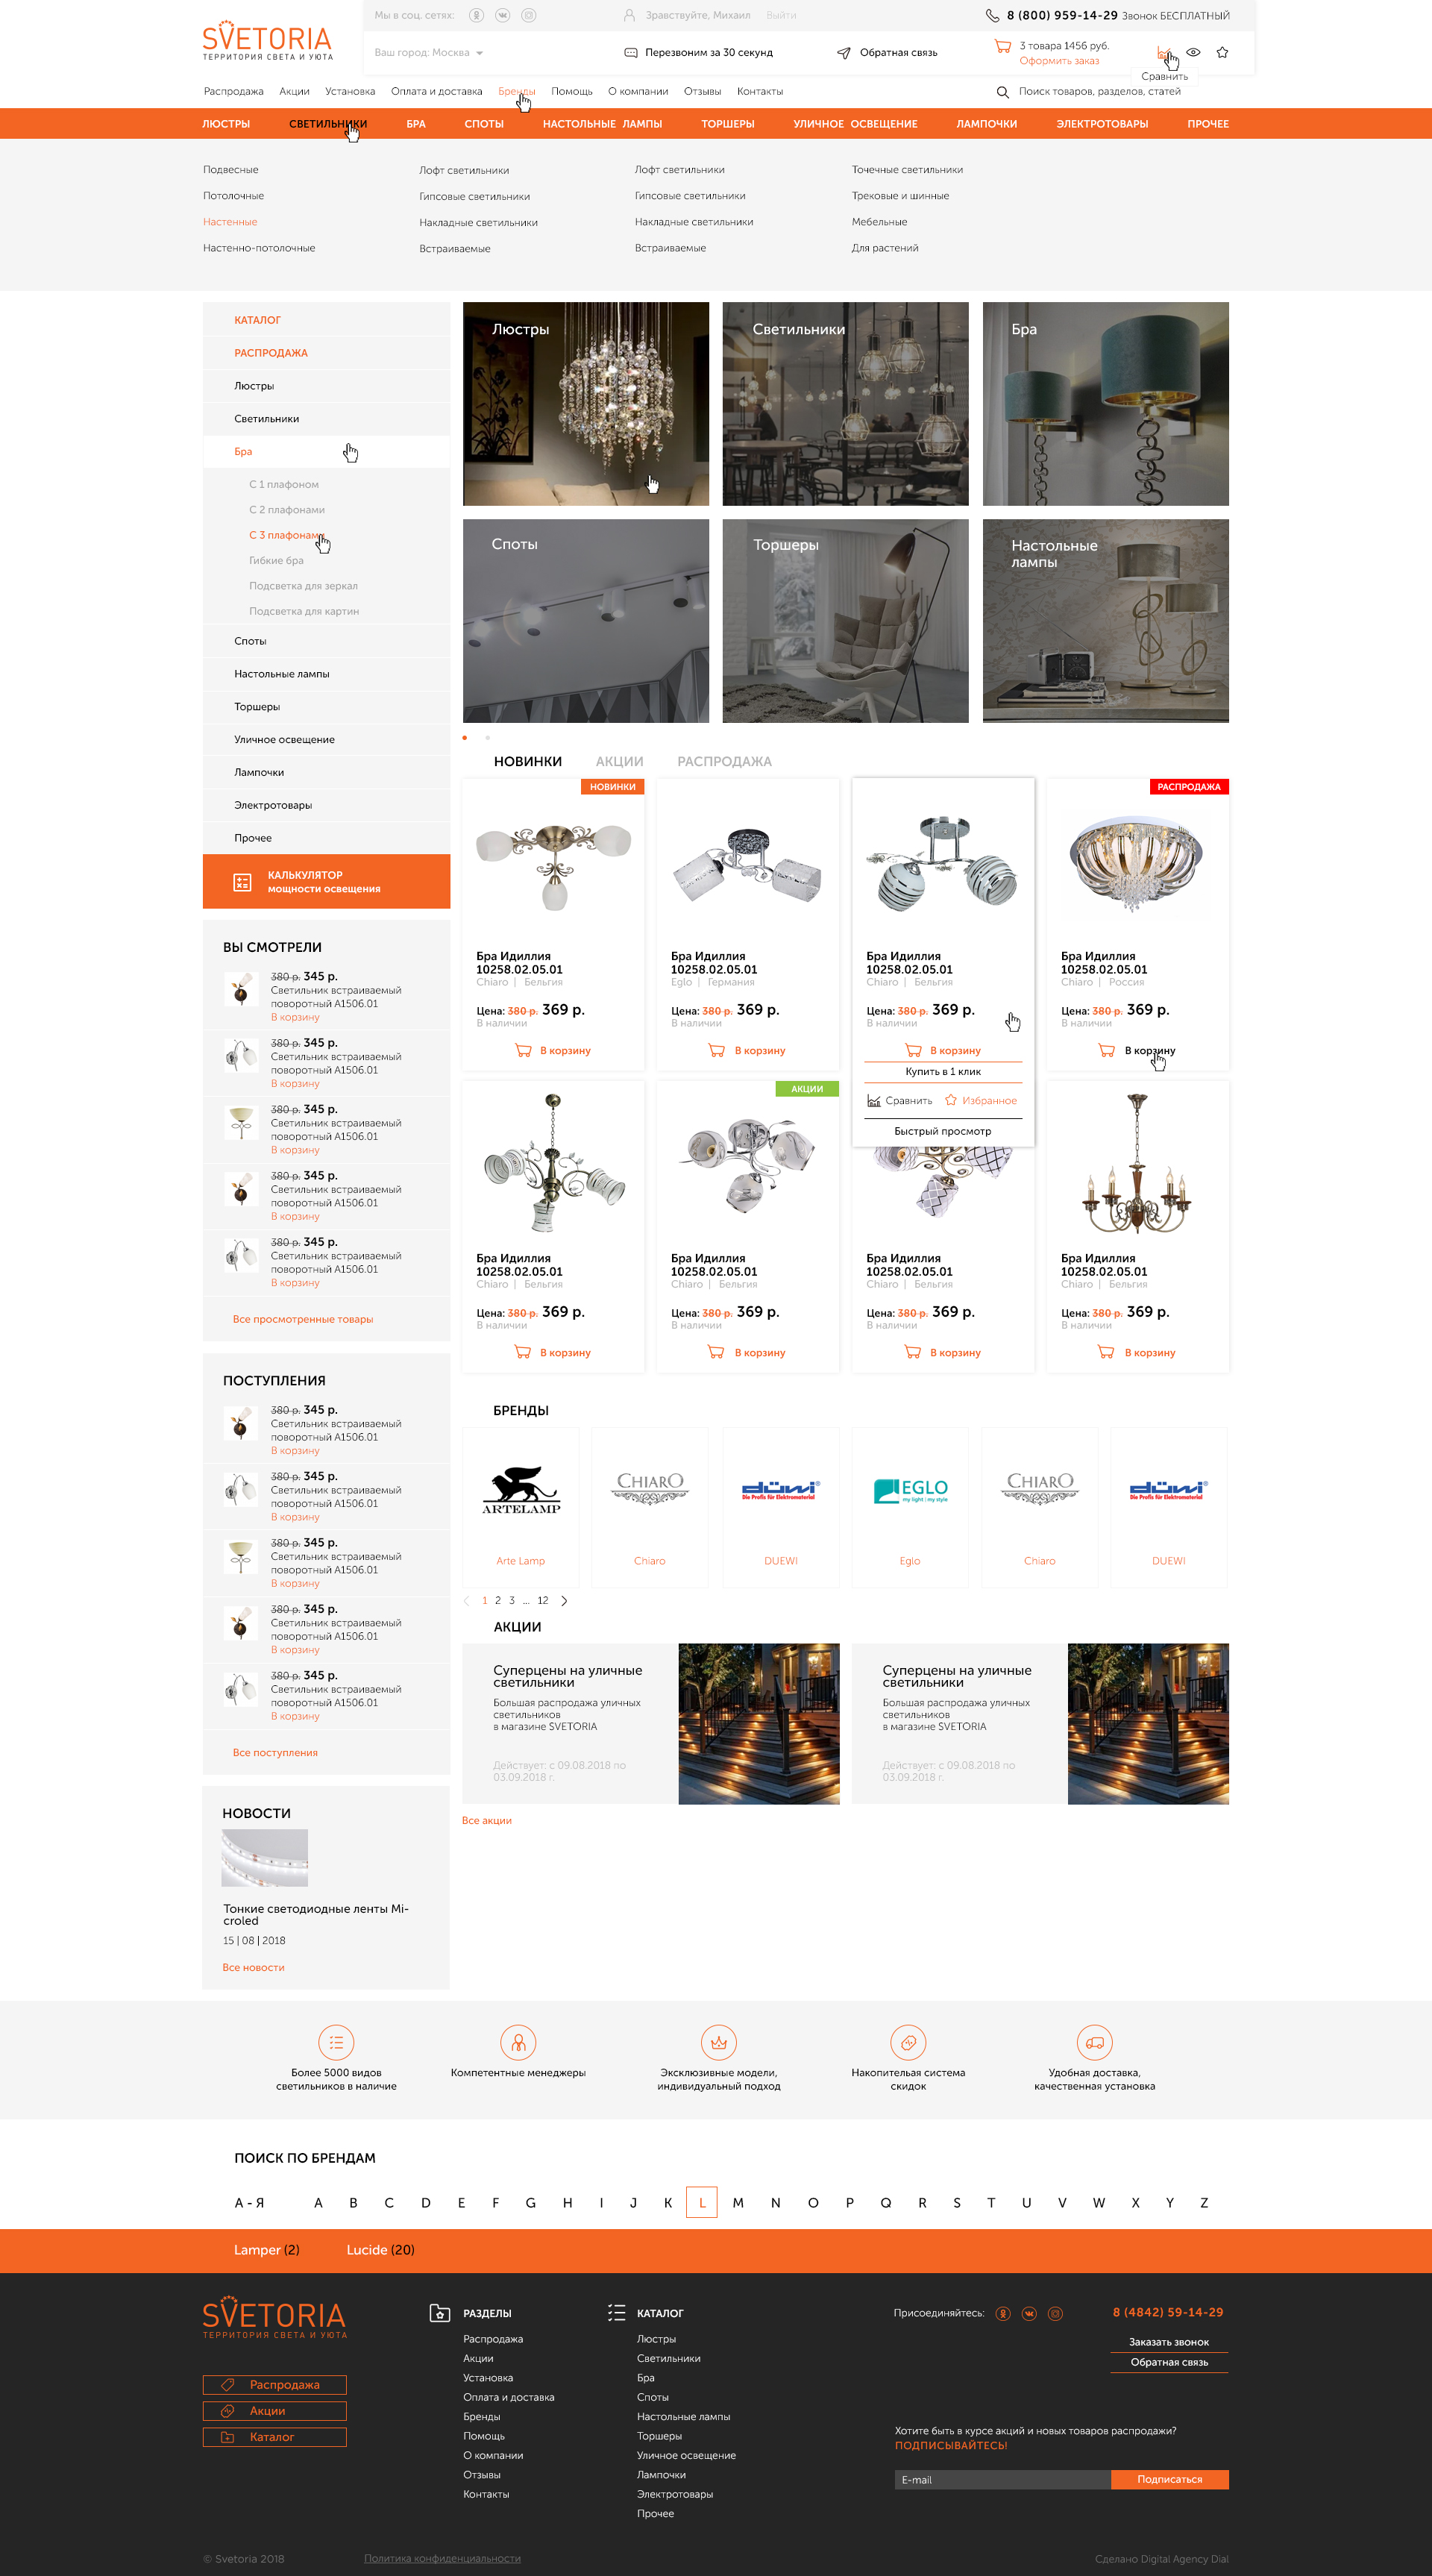 SVETORIA
ТЕРРИТОРИЯ СВЕТА И УЮТА
Мы в соц. сетях:
Здравствуйте, Михаил Выйти
8 (800) 959-14-29 Звонок БЕСПЛАТНЫЙ
Ваш город: Москва
Перезвоним за 30 секунд
Обратная связь
3 товара 1456 руб.
Оформить заказ
Сравнить
Распродажа Акции Установка Оплата и доставка Бренды Помощь О компании Отзывы Контакты
Поиск товаров, разделов, статей
ЛЮСТРЫ СВЕТИЛЬНИКИ БРА СПОТЫ НАСТОЛЬНЫЕ ЛАМПЫ ТОРШЕРЫ УЛИЧНОЕ ОСВЕЩЕНИЕ ЛАМПОЧКИ ЭЛЕКТРОТОВАРЫ ПРОЧЕЕ
Подвесные
Потолочные
Настенные
Настенно-потолочные
Лофт светильники
Гипсовые светильники
Накладные светильники
Встраиваемые
Лофт светильники
Гипсовые светильники
Накладные светильники
Встраиваемые
Точечные светильники
Трековые и шинные
Мебельные
Для растений
КАТАЛОГ
РАСПРОДАЖА
Люстры
Светильники
Бра
С 1 плафоном
С 2 плафонами
С 3 плафонами
Гибкие бра
Подсветка для зеркал
Подсветка для картин
Споты
Настольные лампы
Торшеры
Уличное освещение
Лампочки
Электротовары
Прочее
КАЛЬКУЛЯТОР
мощности освещения
ВЫ СМОТРЕЛИ
380 р. 345 р.
Светильник встраиваемый
поворотный A1506.01
В корзину
380 р. 345 р.
Светильник встраиваемый
поворотный A1506.01
В корзину
380 р. 345 р.
Светильник встраиваемый
поворотный A1506.01
В корзину
380 р. 345 р.
Светильник встраиваемый
поворотный A1506.01
В корзину
380 р. 345 р.
Светильник встраиваемый
поворотный A1506.01
В корзину
Все просмотренные товары
ПОСТУПЛЕНИЯ
380 р. 345 р.
Светильник встраиваемый
поворотный A1506.01
В корзину
380 р. 345 р.
Светильник встраиваемый
поворотный A1506.01
В корзину
380 р. 345 р.
Светильник встраиваемый
поворотный A1506.01
В корзину
380 р. 345 р.
Светильник встраиваемый
поворотный A1506.01
В корзину
380 р. 345 р.
Светильник встраиваемый
поворотный A1506.01
В корзину
Все поступления
НОВОСТИ
Тонкие светодиодные ленты Mi-
croled
15 | 08 | 2018
Все новости
Люстры
Светильники
Бра
Споты
Торшеры
Настольные
лампы
НОВИНКИ АКЦИИ РАСПРОДАЖА
НОВИНКИ
Бра Идиллия
10258.02.05.01
Chiaro | Бельгия
Цена: 380 р. 369 р.
В наличии
В корзину
Бра Идиллия
10258.02.05.01
Eglo | Германия
Цена: 380 р. 369 р.
В наличии
В корзину
Бра Идиллия
10258.02.05.01
Chiaro | Бельгия
Цена: 380 р. 369 р.
В наличии
В корзину
Купить в 1 клик
Сравнить Избранное
Быстрый просмотр
РАСПРОДАЖА
Бра Идиллия
10258.02.05.01
Chiaro | Россия
Цена: 380 р. 369 р.
В наличии
В корзину
Бра Идиллия
10258.02.05.01
Chiaro | Бельгия
Цена: 380 р. 369 р.
В наличии
В корзину
АКЦИИ
Бра Идиллия
10258.02.05.01
Chiaro | Бельгия
Цена: 380 р. 369 р.
В наличии
В корзину
Бра Идиллия
10258.02.05.01
Chiaro | Бельгия
Цена: 380 р. 369 р.
В наличии
В корзину
Бра Идиллия
10258.02.05.01
Chiaro | Бельгия
Цена: 380 р. 369 р.
В наличии
В корзину
БРЕНДЫ
ARTELAMP
Arte Lamp
CHIARO
Chiaro
düwi
Die Profis für Elektromaterial
DUEWI
EGLO
my light : my style
Eglo
CHIARO
Chiaro
düwi
Die Profis für Elektromaterial
DUEWI
1 2 3 ... 12
АКЦИИ
Суперцены на уличные
светильники
Большая распродажа уличных
светильников
в магазине SVETORIA
Действует: с 09.08.2018 по
03.09.2018 г.
Суперцены на уличные
светильники
Большая распродажа уличных
светильников
в магазине SVETORIA
Действует: с 09.08.2018 по
03.09.2018 г.
Все акции
Более 5000 видов
светильников в наличие
Компетентные менеджеры
Эксклюзивные модели,
индивидуальный подход
Накопительая система
скидок
Удобная доставка,
качественная установка
ПОИСК ПО БРЕНДАМ
А - Я A B C D E F G H I J K L M N O P Q R S T U V W X Y Z
Lamper (2) Lucide (20)
SVETORIA
ТЕРРИТОРИЯ СВЕТА И УЮТА
Распродажа
Акции
Каталог
РАЗДЕЛЫ
Распродажа
Акции
Установка
Оплата и доставка
Бренды
Помощь
О компании
Отзывы
Контакты
КАТАЛОГ
Люстры
Светильники
Бра
Споты
Настольные лампы
Торшеры
Уличное освещение
Лампочки
Электротовары
Прочее
Присоединяйтесь:
8 (4842) 59-14-29
Заказать звонок
Обратная связь
Хотите быть в курсе акций и новых товаров распродажи?
ПОДПИСЫВАЙТЕСЬ!
E-mail
Подписаться
© Svetoria 2018
Политика конфиденциальности
Сделано Digital Agency Dial